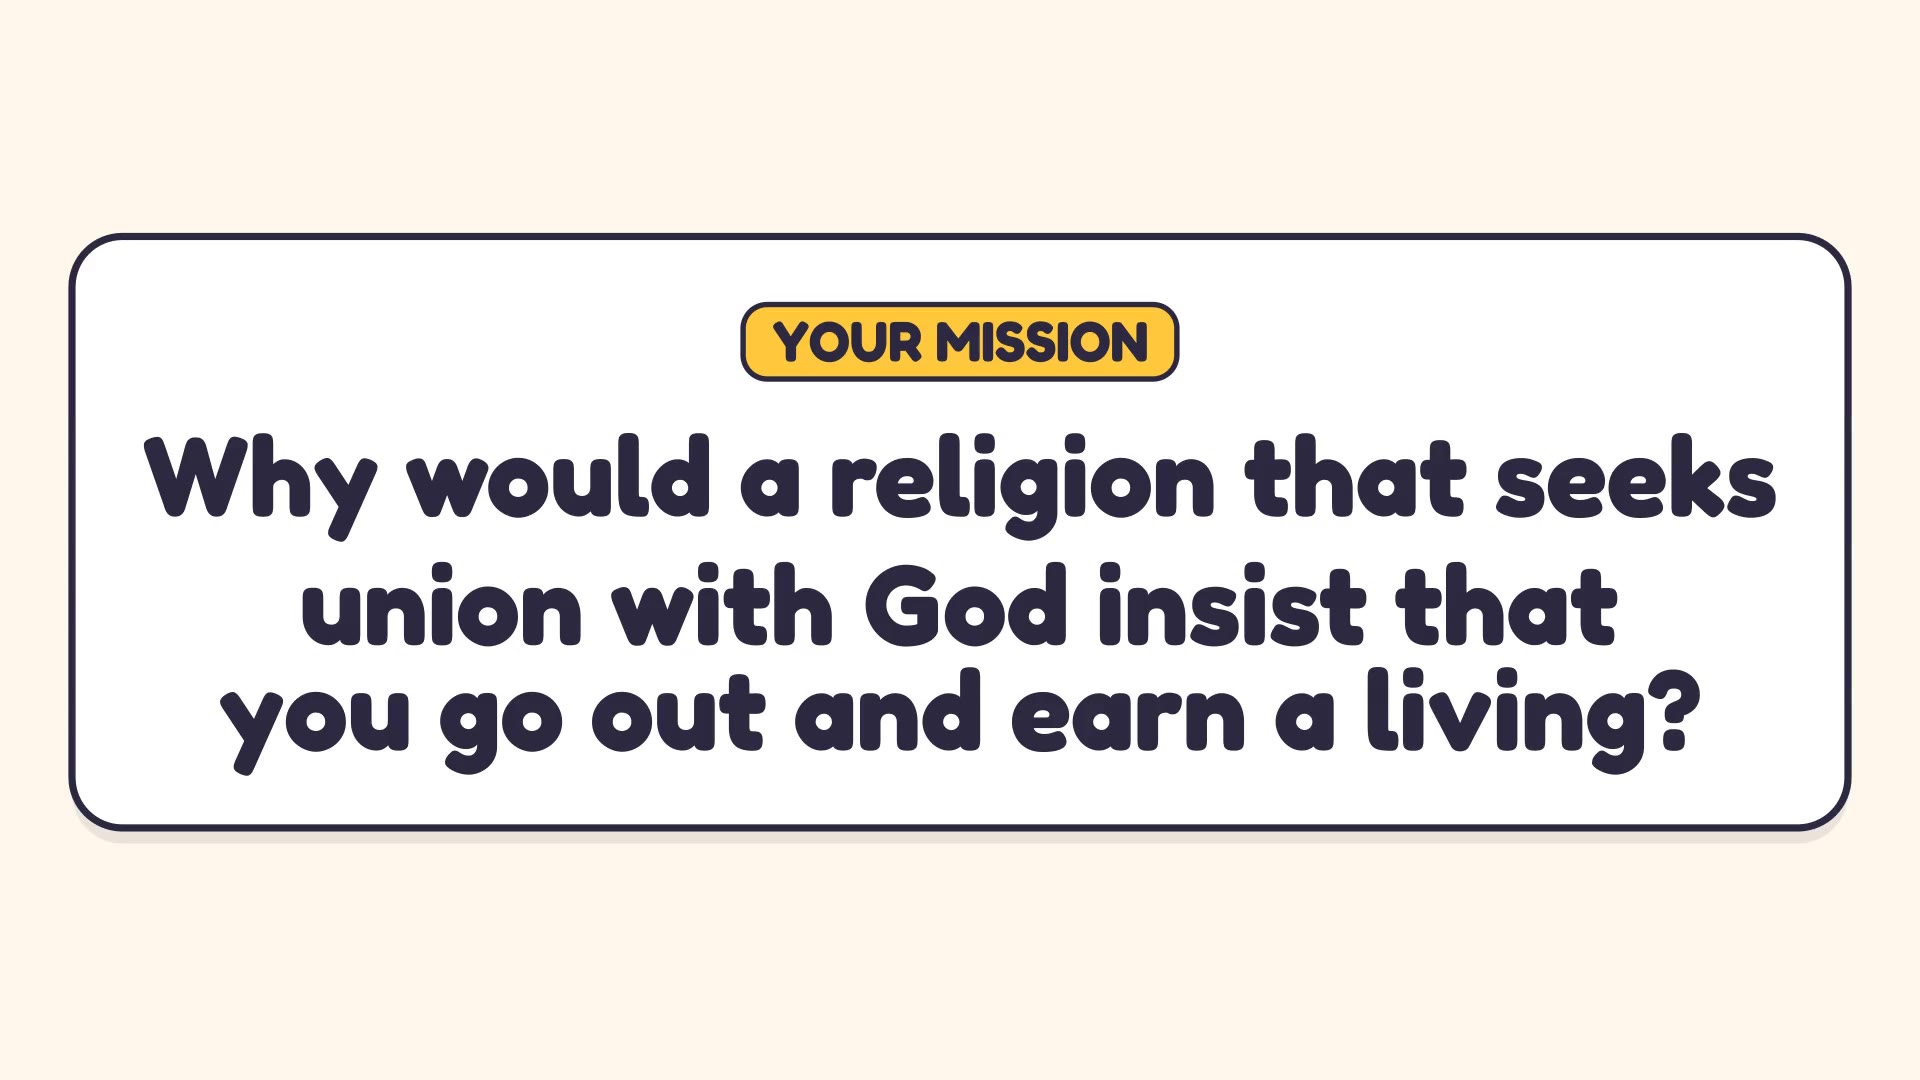 YOUR MISSION
Why would a religion that seeks
union with God insist that
you go out and earn a living?